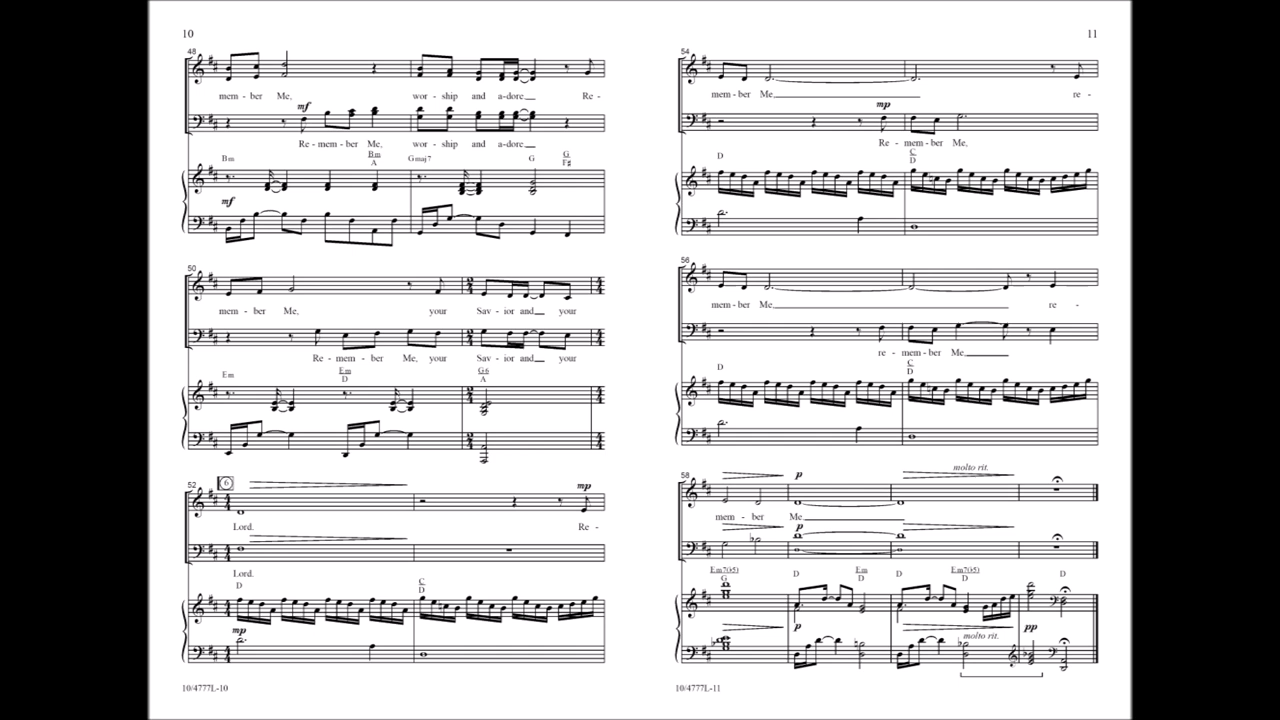 10
48
mem - ber Me, wor - ship and a-dore. Re -
mf
Re - mem - ber Me, wor - ship and a-dore.
Bm Bm/A Gmaj7 G G/F♯
mf
50
mem - ber Me, your Sav - ior and your
Re - mem - ber Me, your Sav - ior and your
Em Em/D G6/A
52 6
mp
Lord. Re -
Lord.
D C/D
mp
10/4777L-10
11
54
mem - ber Me, re -
mp
Re - mem - ber Me,
D C/D
56
mem - ber Me, re -
re - mem - ber Me,
D C/D
58 p molto rit.
mem - ber Me.
p
Em7(♭5)/G D Em/D D Em7(♭5)/D D
p molto rit. pp
10/4777L-11